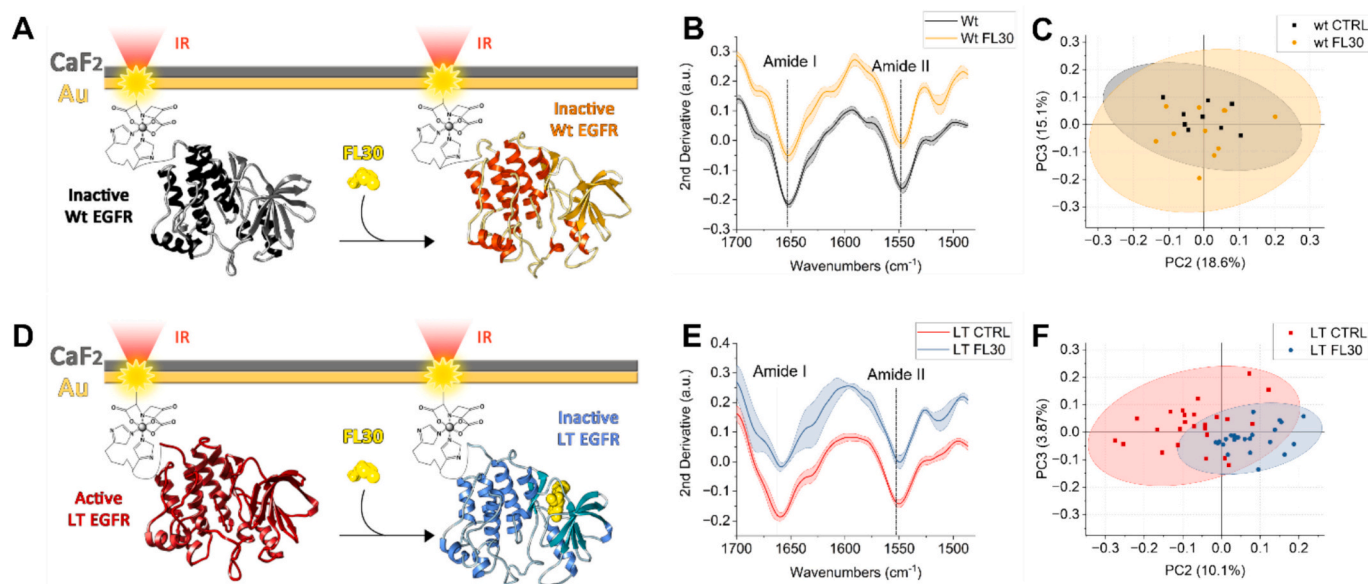 A
IR
IR
CaF2
Au
Inactive
Wt EGFR
FL30
Inactive
Wt EGFR
B
Wt
Wt FL30
Amide I
Amide II
2nd Derivative (a.u.)
0.3
0.2
0.1
0.0
−0.1
−0.2
−0.3
1700
1650
1600
1550
1500
Wavenumbers (cm-1)
C
wt CTRL
wt FL30
PC3 (15.1%)
0.3
0.2
0.1
0.0
−0.1
−0.2
−0.3
−0.3
−0.2
−0.1
0.0
0.1
0.2
0.3
PC2 (18.6%)
D
IR
IR
CaF2
Au
Active
LT EGFR
FL30
Inactive
LT EGFR
E
LT CTRL
LT FL30
Amide I
Amide II
2nd Derivative (a.u.)
0.4
0.3
0.2
0.1
0.0
−0.1
−0.2
1700
1650
1600
1550
1500
Wavenumbers (cm-1)
F
LT CTRL
LT FL30
PC3 (3.87%)
0.3
0.2
0.1
0.0
−0.1
−0.2
−0.3
−0.3
−0.2
−0.1
0.0
0.1
0.2
PC2 (10.1%)